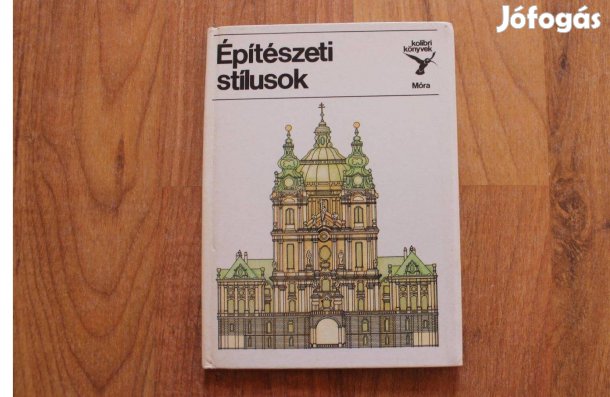 Jófogás
Építészeti
stílusok
kolibri
könyvek
Móra